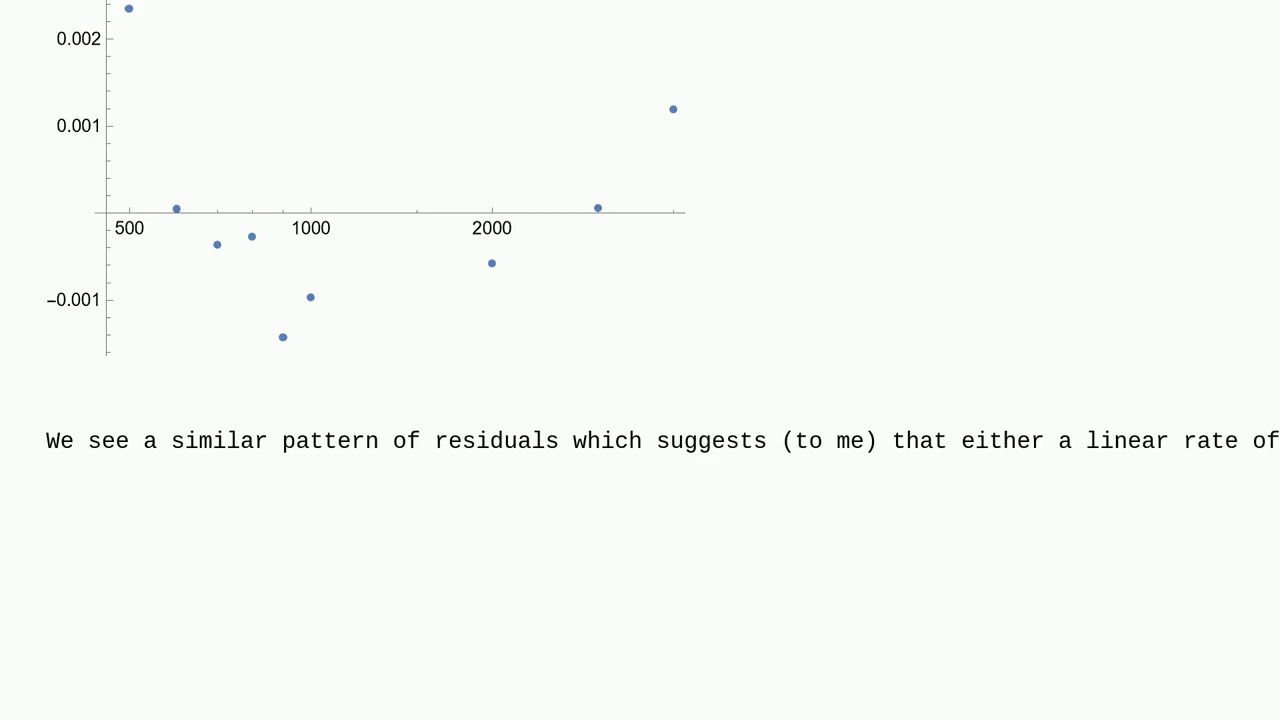 0.002
0.001
500 1000 2000
−0.001
We see a similar pattern of residuals which suggests (to me) that either a linear rate of